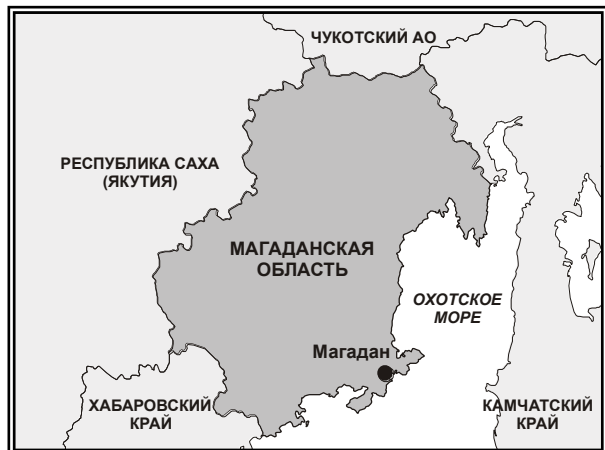 ЧУКОТСКИЙ АО
РЕСПУБЛИКА САХА
(ЯКУТИЯ)
МАГАДАНСКАЯ
ОБЛАСТЬ
ОХОТСКОЕ
МОРЕ
Магадан
ХАБАРОВСКИЙ
КРАЙ
КАМЧАТСКИЙ
КРАЙ